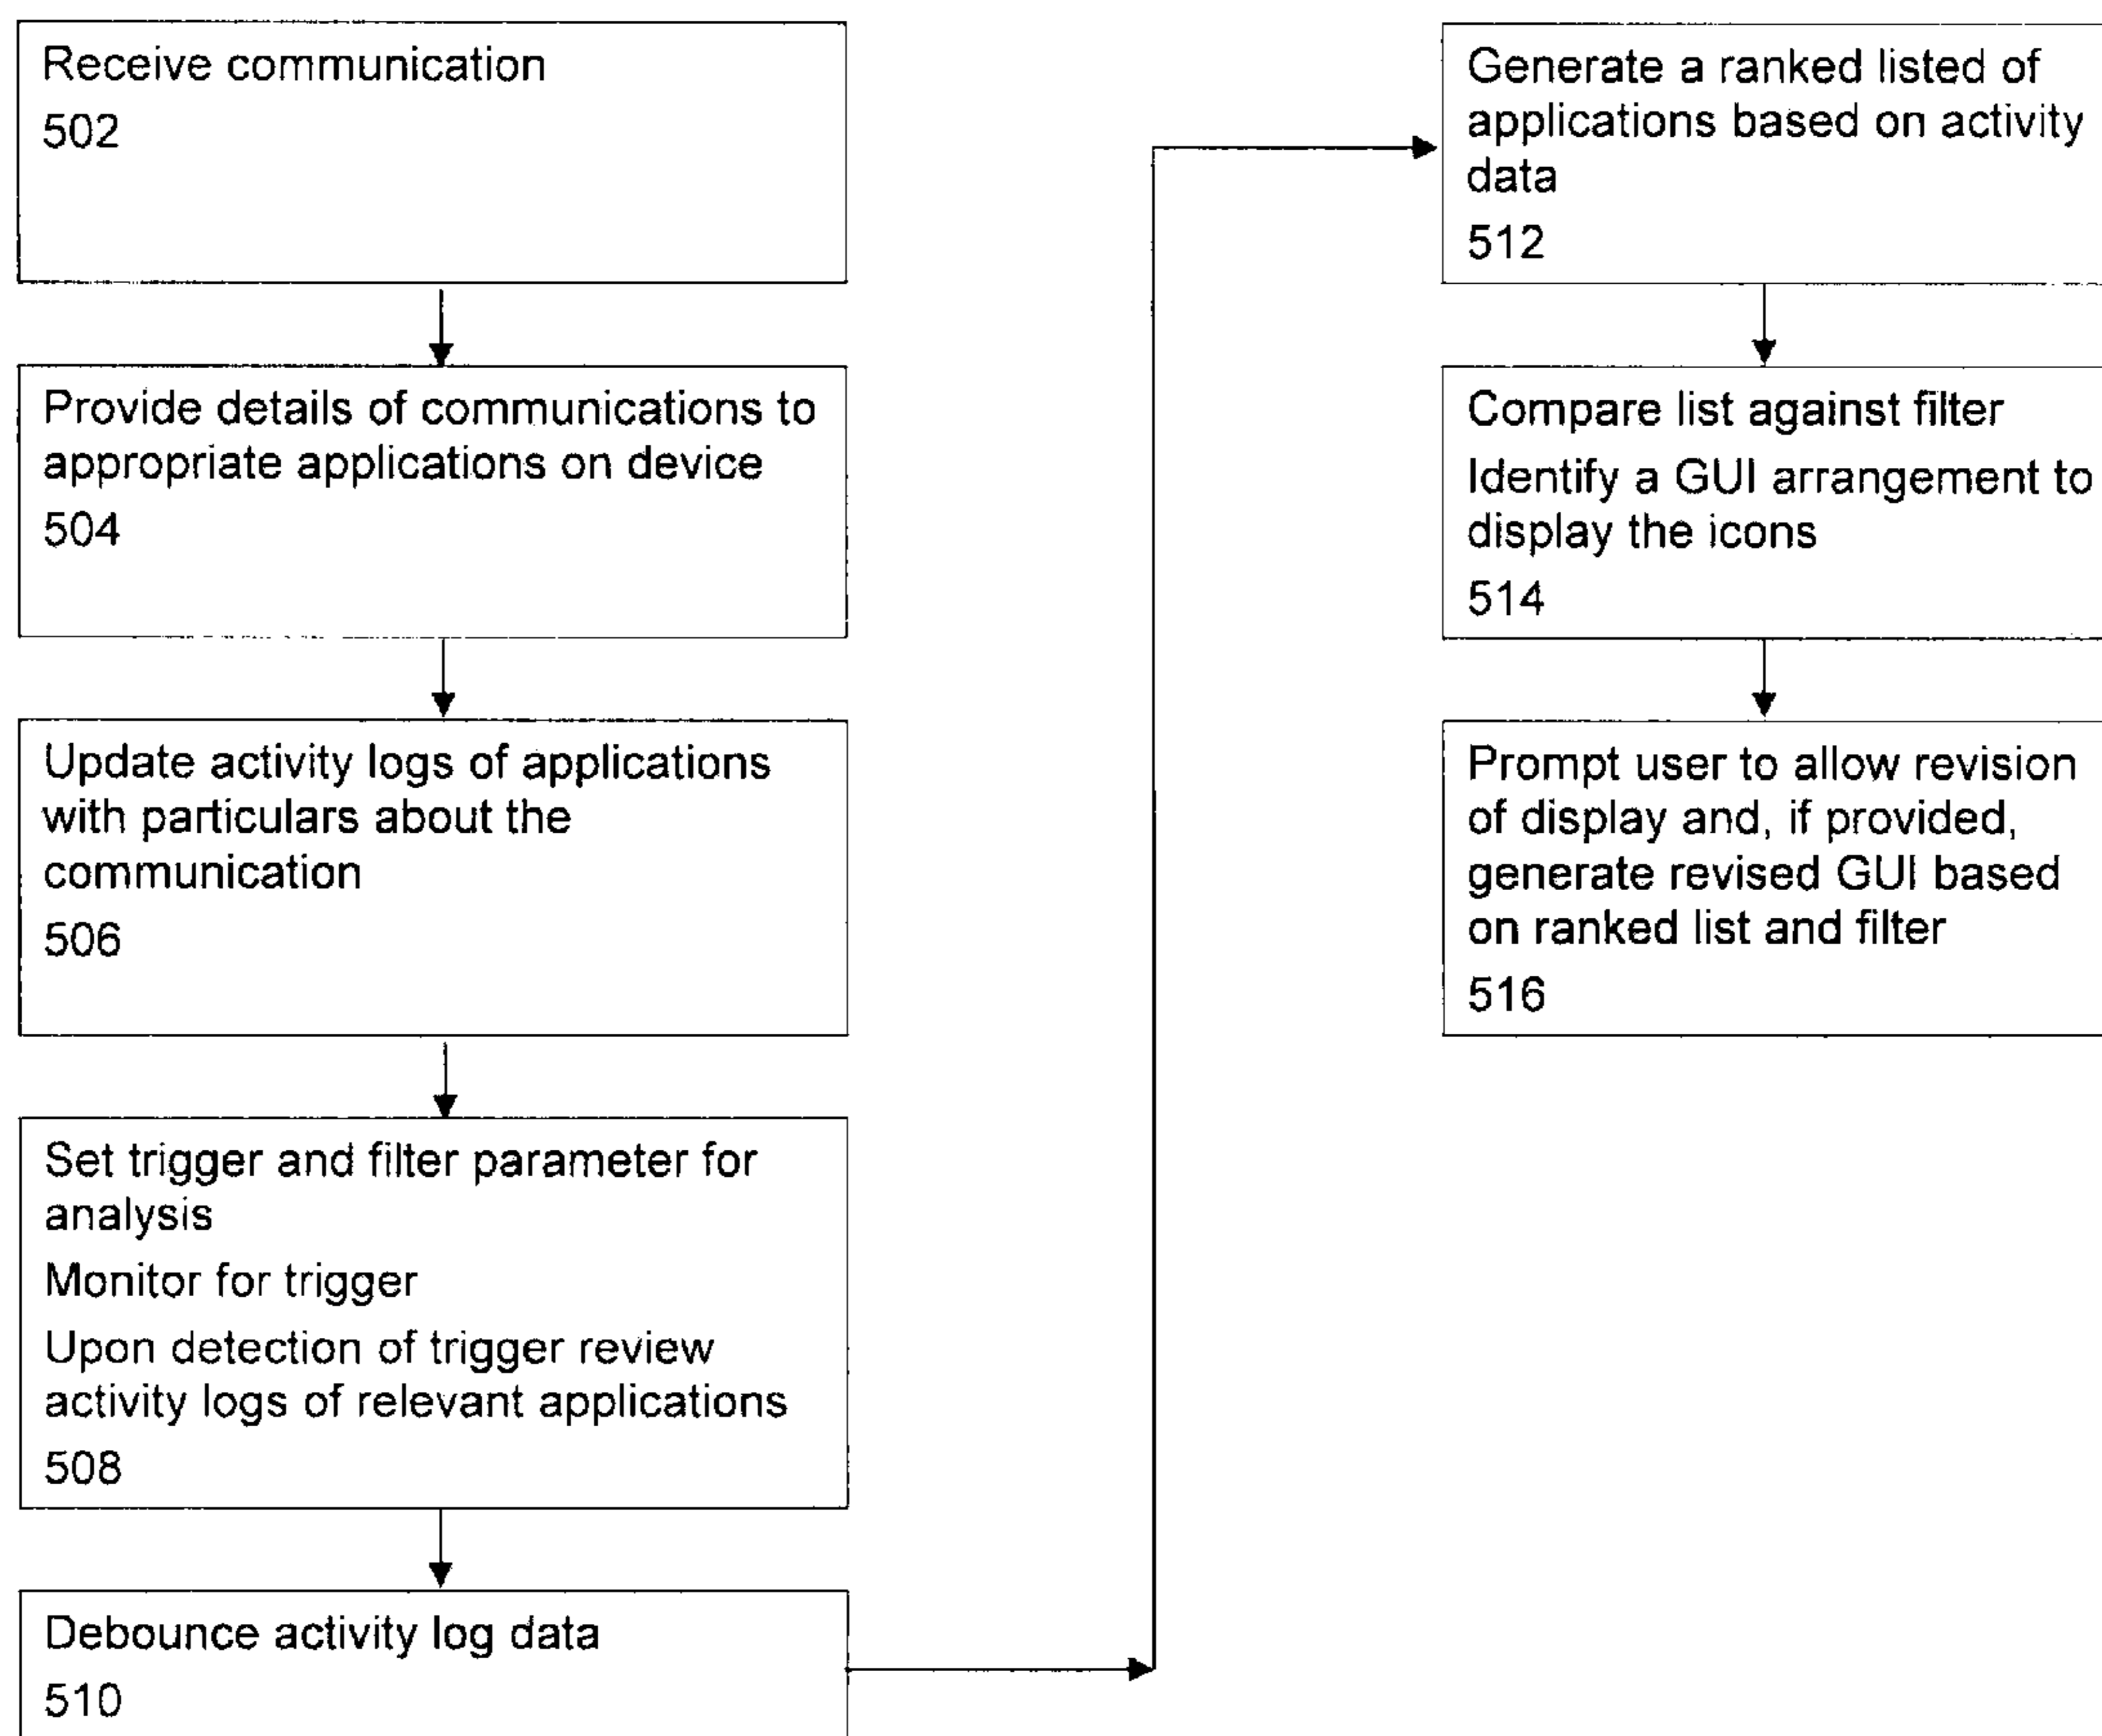 Receive communication
502
Provide details of communications to
appropriate applications on device
504
Update activity logs of applications
with particulars about the
communication
506
Set trigger and filter parameter for
analysis
Monitor for trigger
Upon detection of trigger review
activity logs of relevant applications
508
Debounce activity log data
510
Generate a ranked listed of
applications based on activity
data
512
Compare list against filter
Identify a GUI arrangement to
display the icons
514
Prompt user to allow revision
of display and, if provided,
generate revised GUI based
on ranked list and filter
516